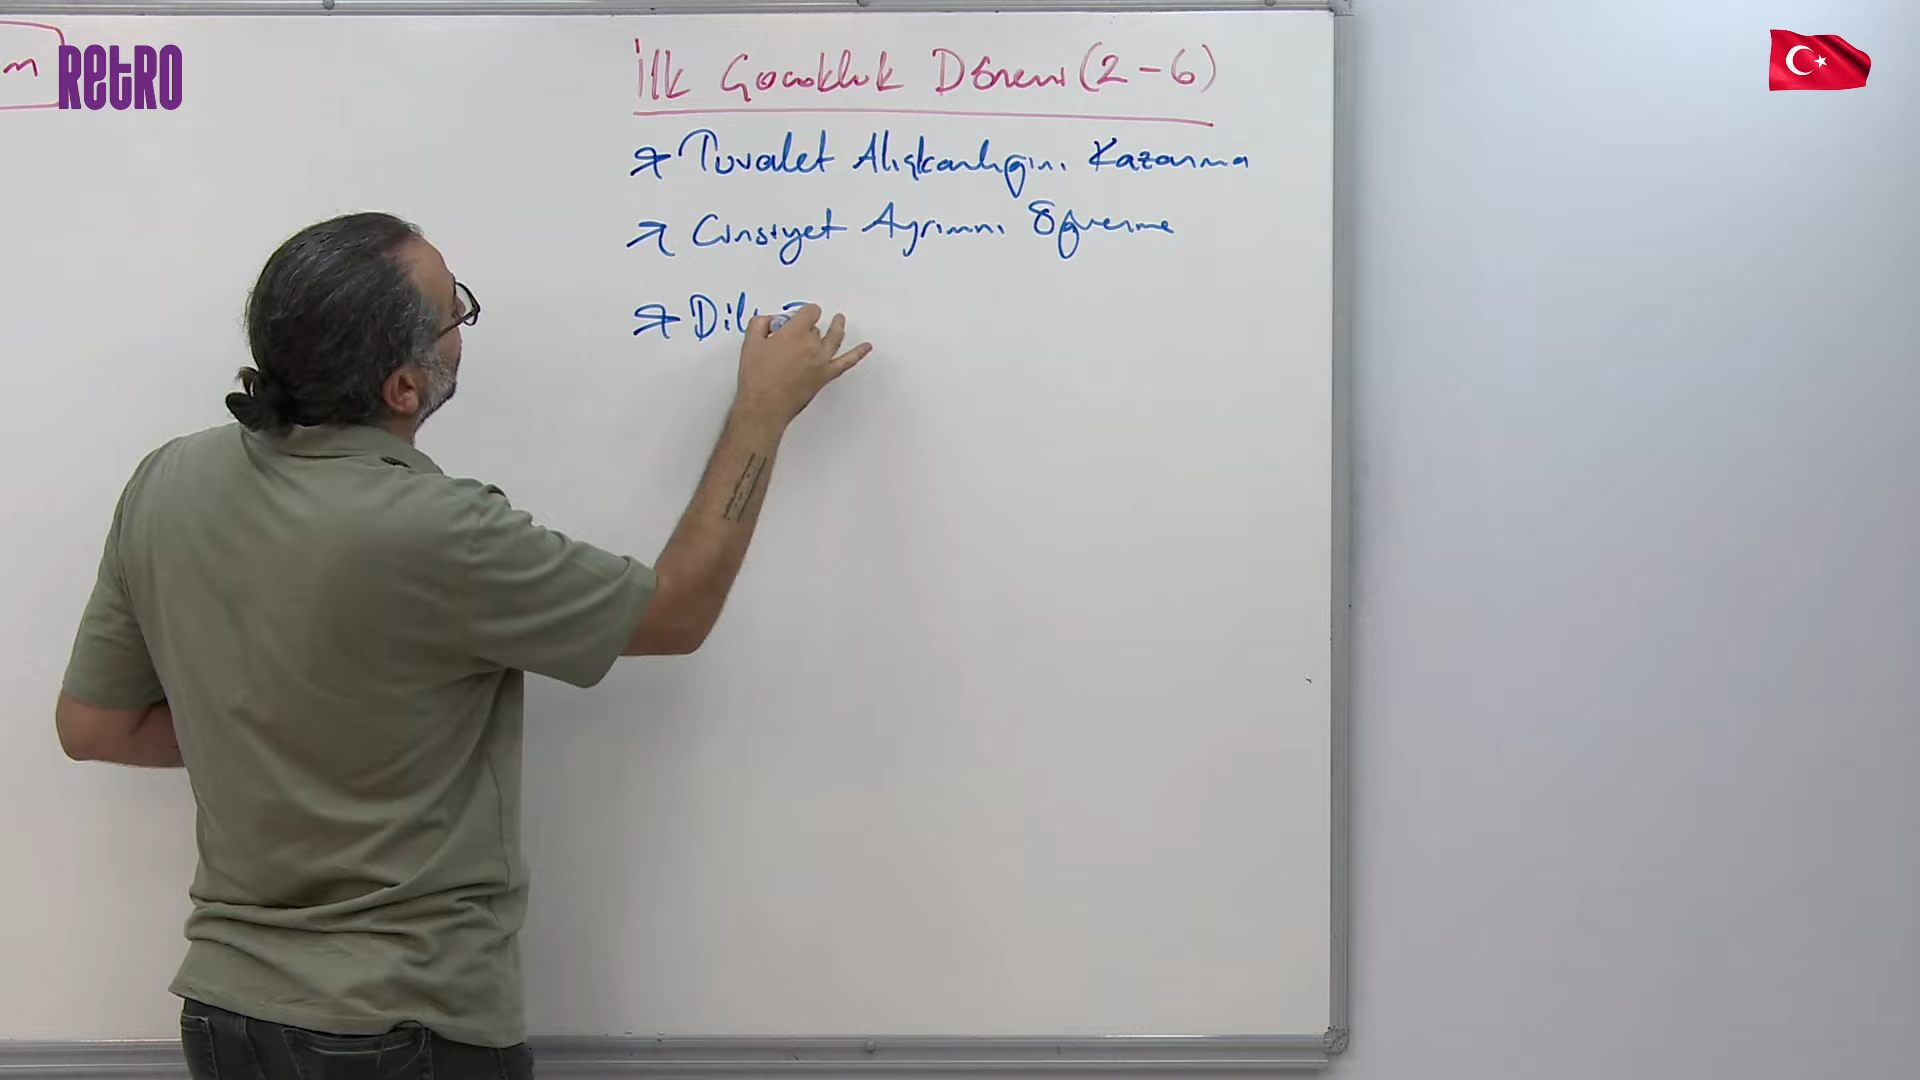 m
RETRO
İlk Çocukluk Dönemi (2-6)
Tuvalet Alışkanlığını Kazanma
Cinsiyet Ayrımını Öğrenme
Dil